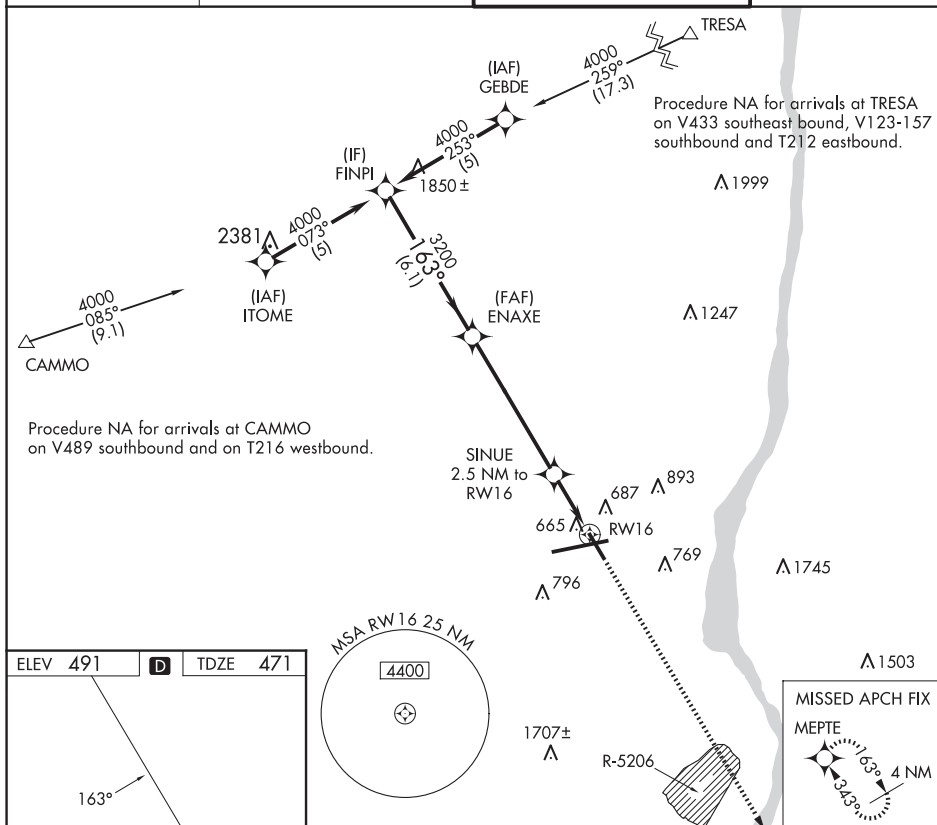 TRESA
4000
259°
(17.3)
(IAF)
GEBDE
Procedure NA for arrivals at TRESA
on V433 southeast bound, V123-157
southbound and T212 eastbound.
4000
253°
(5)
(IF)
FINPI
1850 ±
1999
2381
4000
073°
(5)
(IAF)
ITOME
3200
163°
(6.1)
4000
085°
(9.1)
CAMMO
(FAF)
ENAXE
1247
Procedure NA for arrivals at CAMMO
on V489 southbound and on T216 westbound.
SINUE
2.5 NM to
RW16
687
893
665
RW16
769
796
1745
MSA RW16 25 NM
4400
ELEV 491
D
TDZE 471
163°
1503
1707±
R-5206
MISSED APCH FIX
MEPTE
163°
343°
4 NM